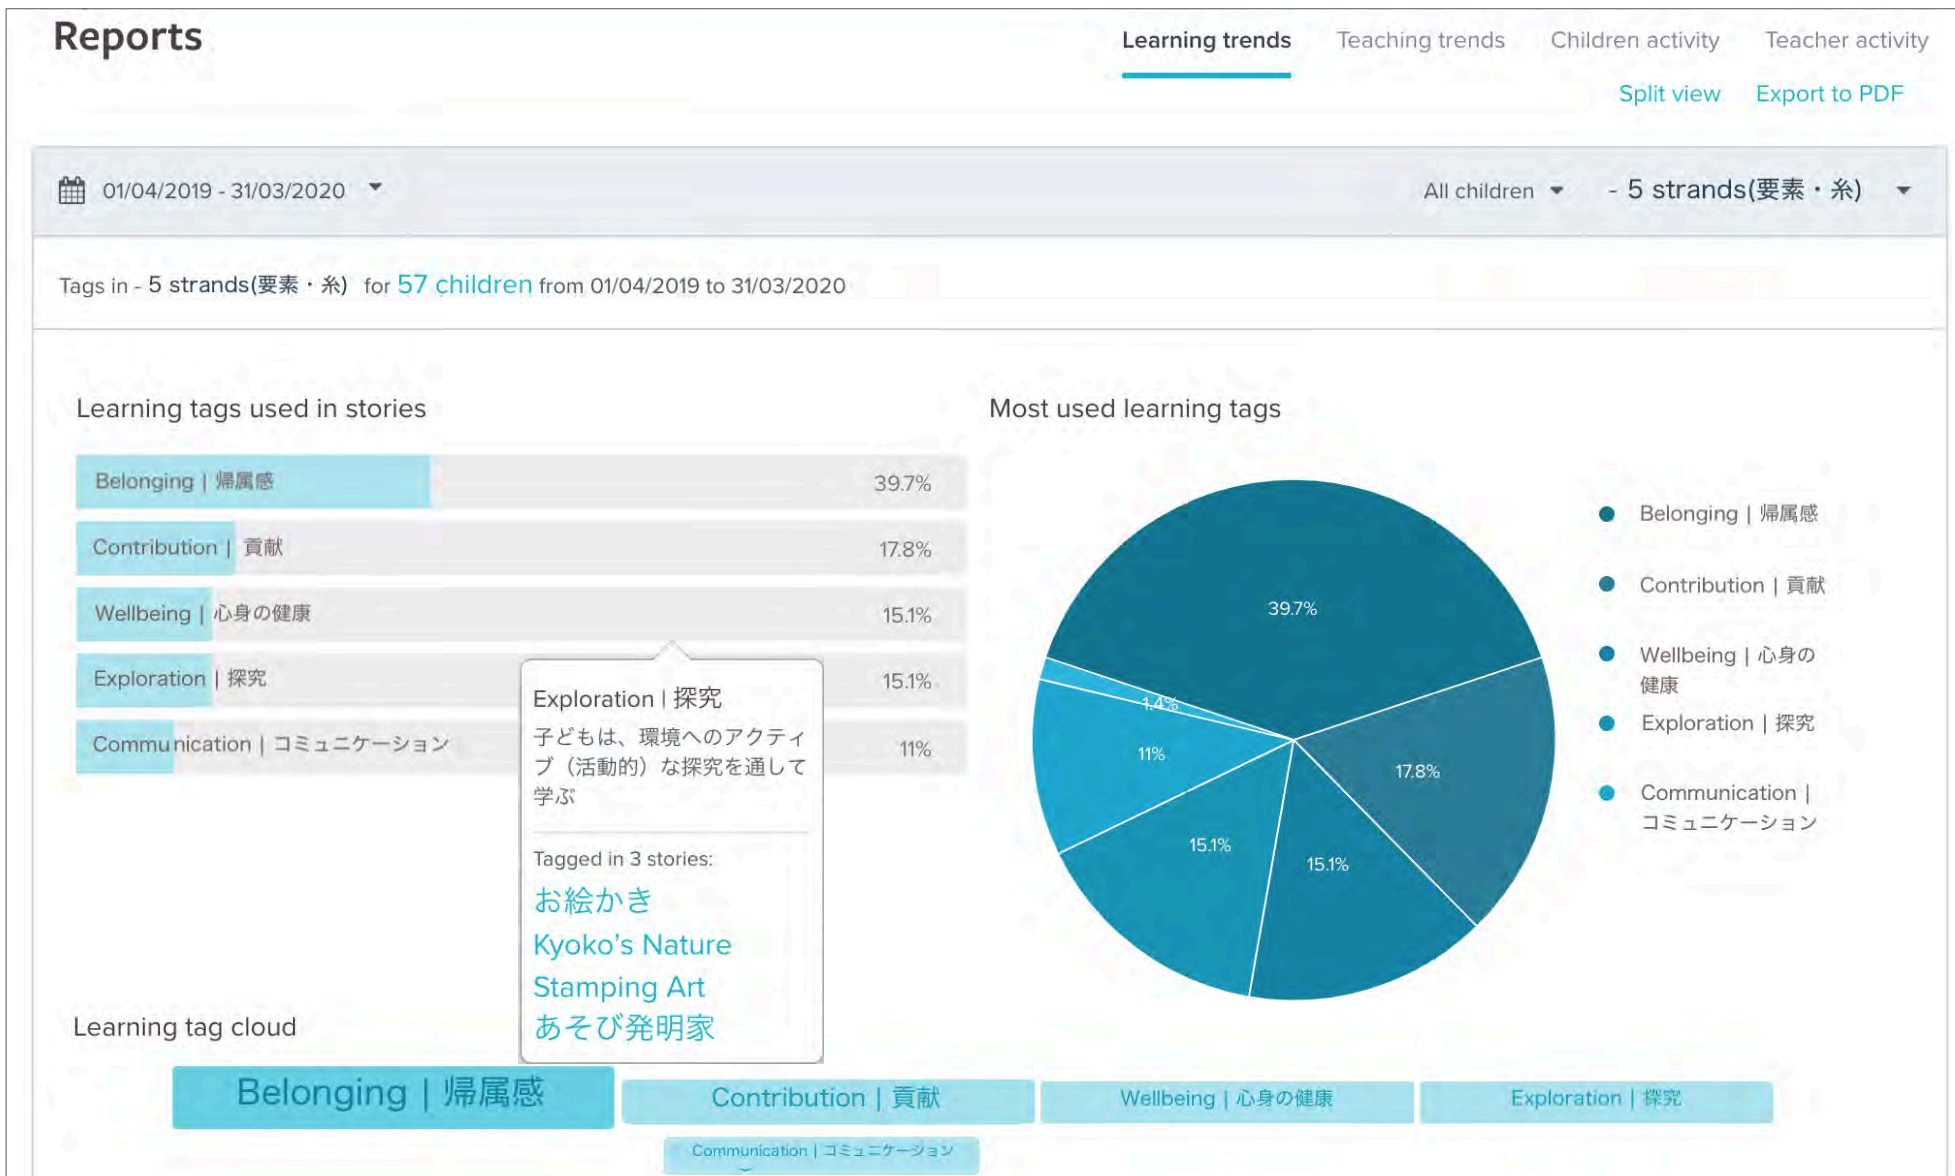 Reports
Learning trends
Teaching trends
Children activity
Teacher activity
Split view
Export to PDF
01/04/2019 - 31/03/2020
All children
- 5 strands(要素・糸)
Tags in - 5 strands(要素・糸) for 57 children from 01/04/2019 to 31/03/2020
Learning tags used in stories
Belonging | 帰属感
39.7%
Contribution | 貢献
17.8%
Wellbeing | 心身の健康
15.1%
Exploration | 探究
15.1%
Communication | コミュニケーション
11%
Exploration | 探究
子どもは、環境へのアクティ
ブ（活動的）な探究を通して
学ぶ
Tagged in 3 stories:
お絵かき
Kyoko's Nature
Stamping Art
あそび発明家
Most used learning tags
39.7%
1.4%
11%
17.8%
15.1%
15.1%
Belonging | 帰属感
Contribution | 貢献
Wellbeing | 心身の
健康
Exploration | 探究
Communication |
コミュニケーション
Learning tag cloud
Belonging | 帰属感
Contribution | 貢献
Wellbeing | 心身の健康
Exploration | 探究
Communication | コミュニケーション